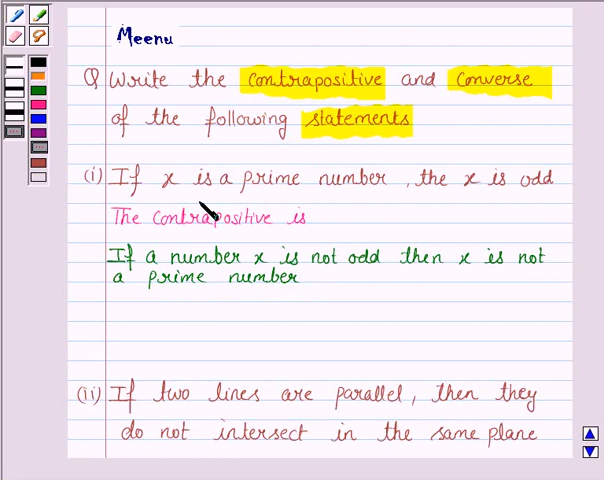 Meenu
Q Write the contrapositive and converse
of the following statements
(i) If x is a prime number, the x is odd
The contrapositive is
If a number x is not odd then x is not
a prime number
(ii) If two lines are parallel, then they
do not intersect in the same plane